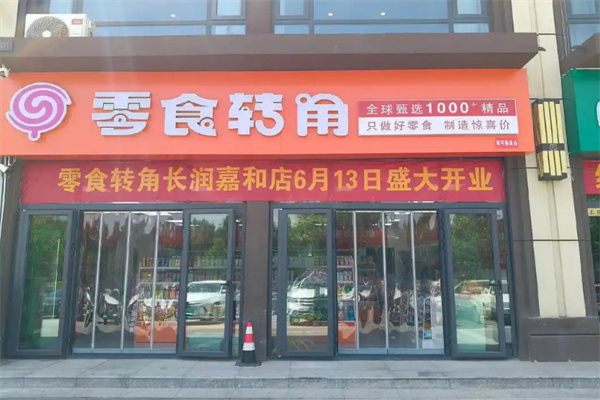 零食转角
全球甄选1000+精品
只做好零食 制造惊喜价
零食转角长润嘉和店6月13日盛大开业